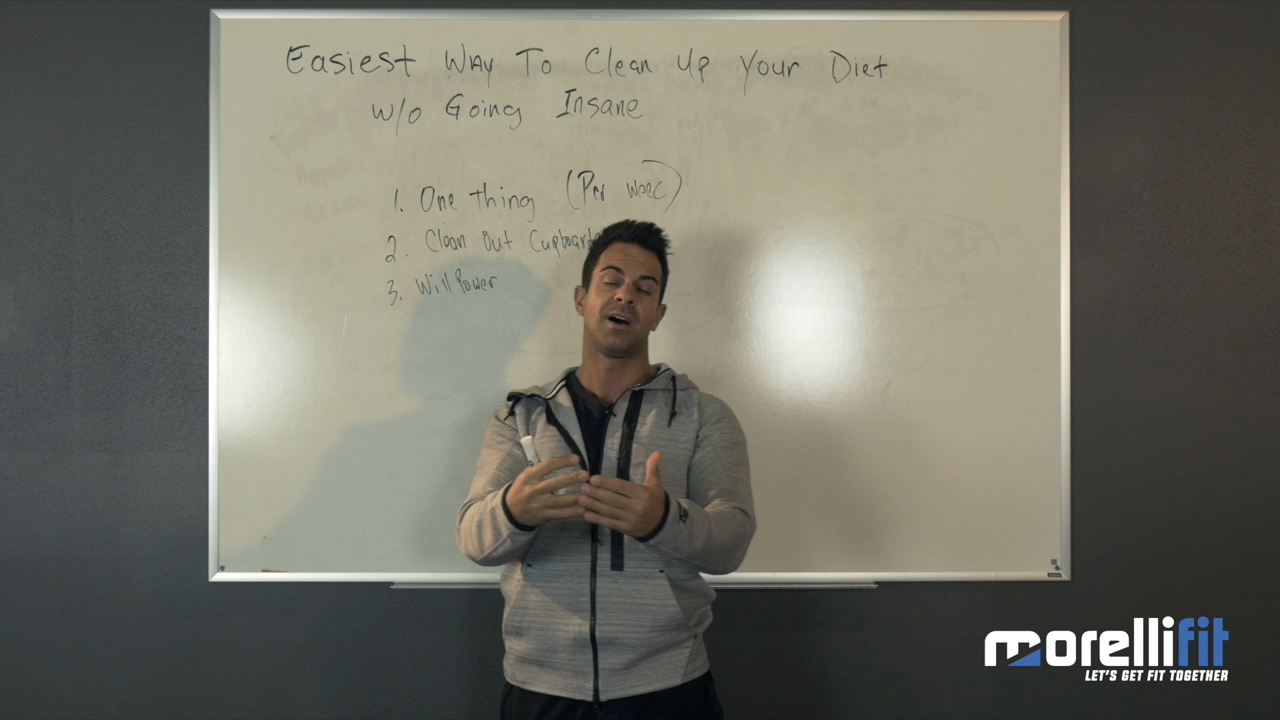 Easiest Way To Clean Up Your Diet
w/o Going Insane
1. One thing (Per week)
2. Clean Out Cupboards
3. Will Power
morellifit
LET'S GET FIT TOGETHER